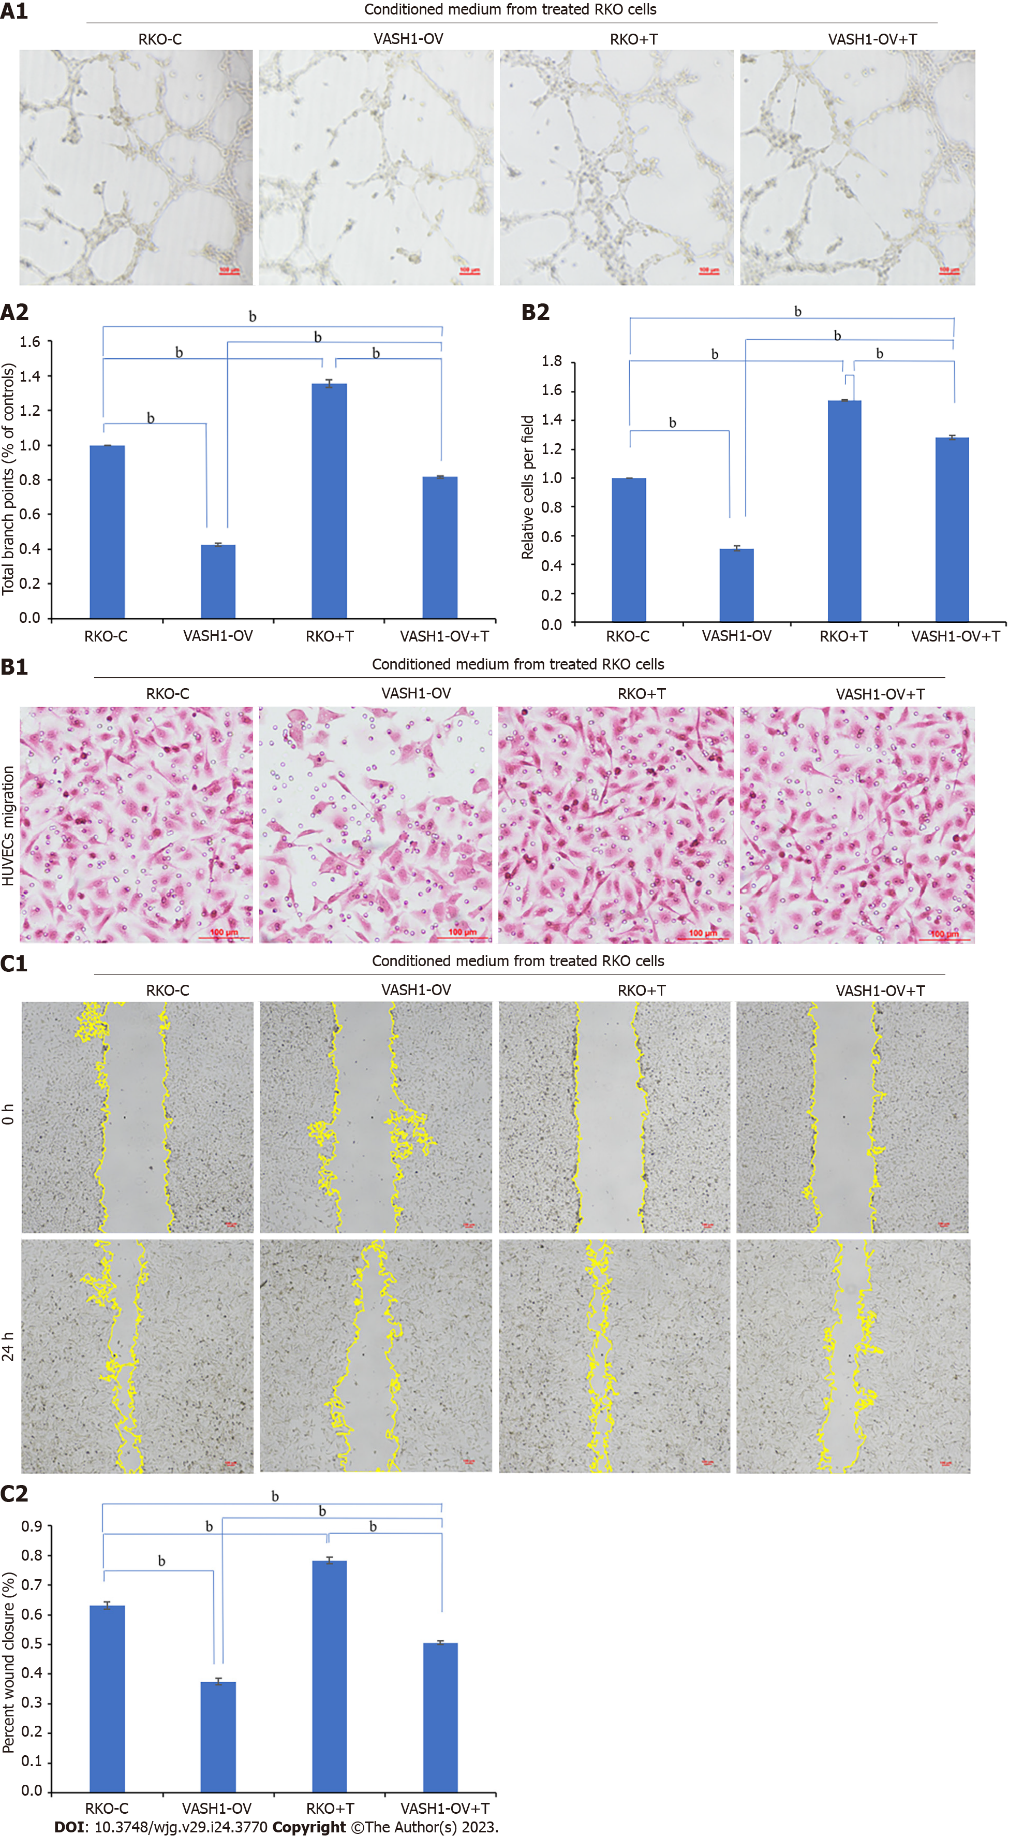 A1
Conditioned medium from treated RKO cells
RKO-C VASH1-OV RKO+T VASH1-OV+T
100 μm 100 μm 100 μm 100 μm
A2
Total branch points (% of controls)
1.6
1.4
1.2
1.0
0.8
0.6
0.4
0.2
0.0
b
b
b
b
b
RKO-C VASH1-OV RKO+T VASH1-OV+T
B2
Relative cells per field
1.8
1.6
1.4
1.2
1.0
0.8
0.6
0.4
0.2
0.0
b
b
b
b
b
RKO-C VASH1-OV RKO+T VASH1-OV+T
B1
Conditioned medium from treated RKO cells
RKO-C VASH1-OV RKO+T VASH1-OV+T
HUVECs migration
100 μm 100 μm 100 μm 100 μm
C1
Conditioned medium from treated RKO cells
RKO-C VASH1-OV RKO+T VASH1-OV+T
0 h
24 h
C2
Percent wound closure (%)
0.9
0.8
0.7
0.6
0.5
0.4
0.3
0.2
0.1
0.0
b
b
b
b
b
RKO-C VASH1-OV RKO+T VASH1-OV+T
DOI: 10.3748/wjg.v29.i24.3770 Copyright ©The Author(s) 2023.